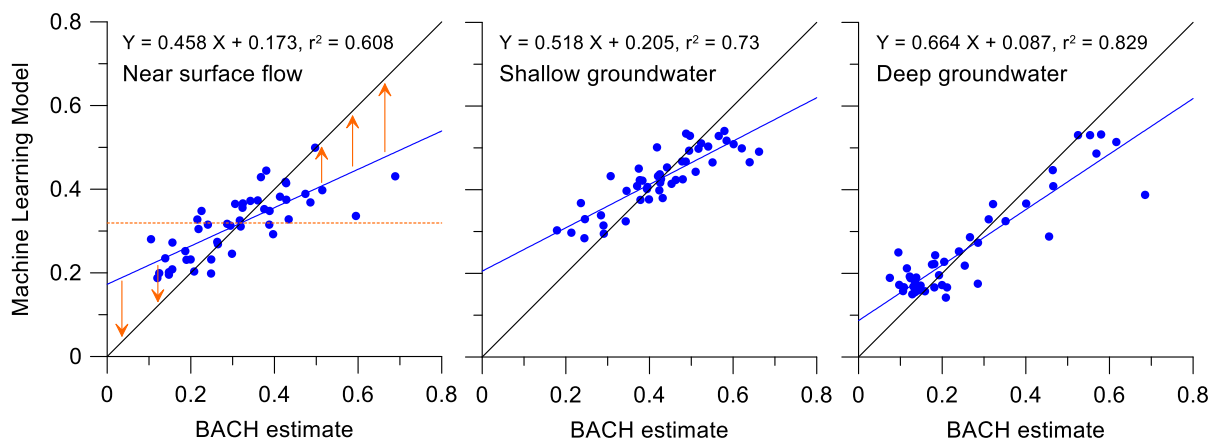 Y = 0.458 X + 0.173, r² = 0.608
Near surface flow
Y = 0.518 X + 0.205, r² = 0.73
Shallow groundwater
Y = 0.664 X + 0.087, r² = 0.829
Deep groundwater
Machine Learning Model
0.8
0.6
0.4
0.2
0
0 0.2 0.4 0.6 0.8
0 0.2 0.4 0.6 0.8
0 0.2 0.4 0.6 0.8
BACH estimate
BACH estimate
BACH estimate